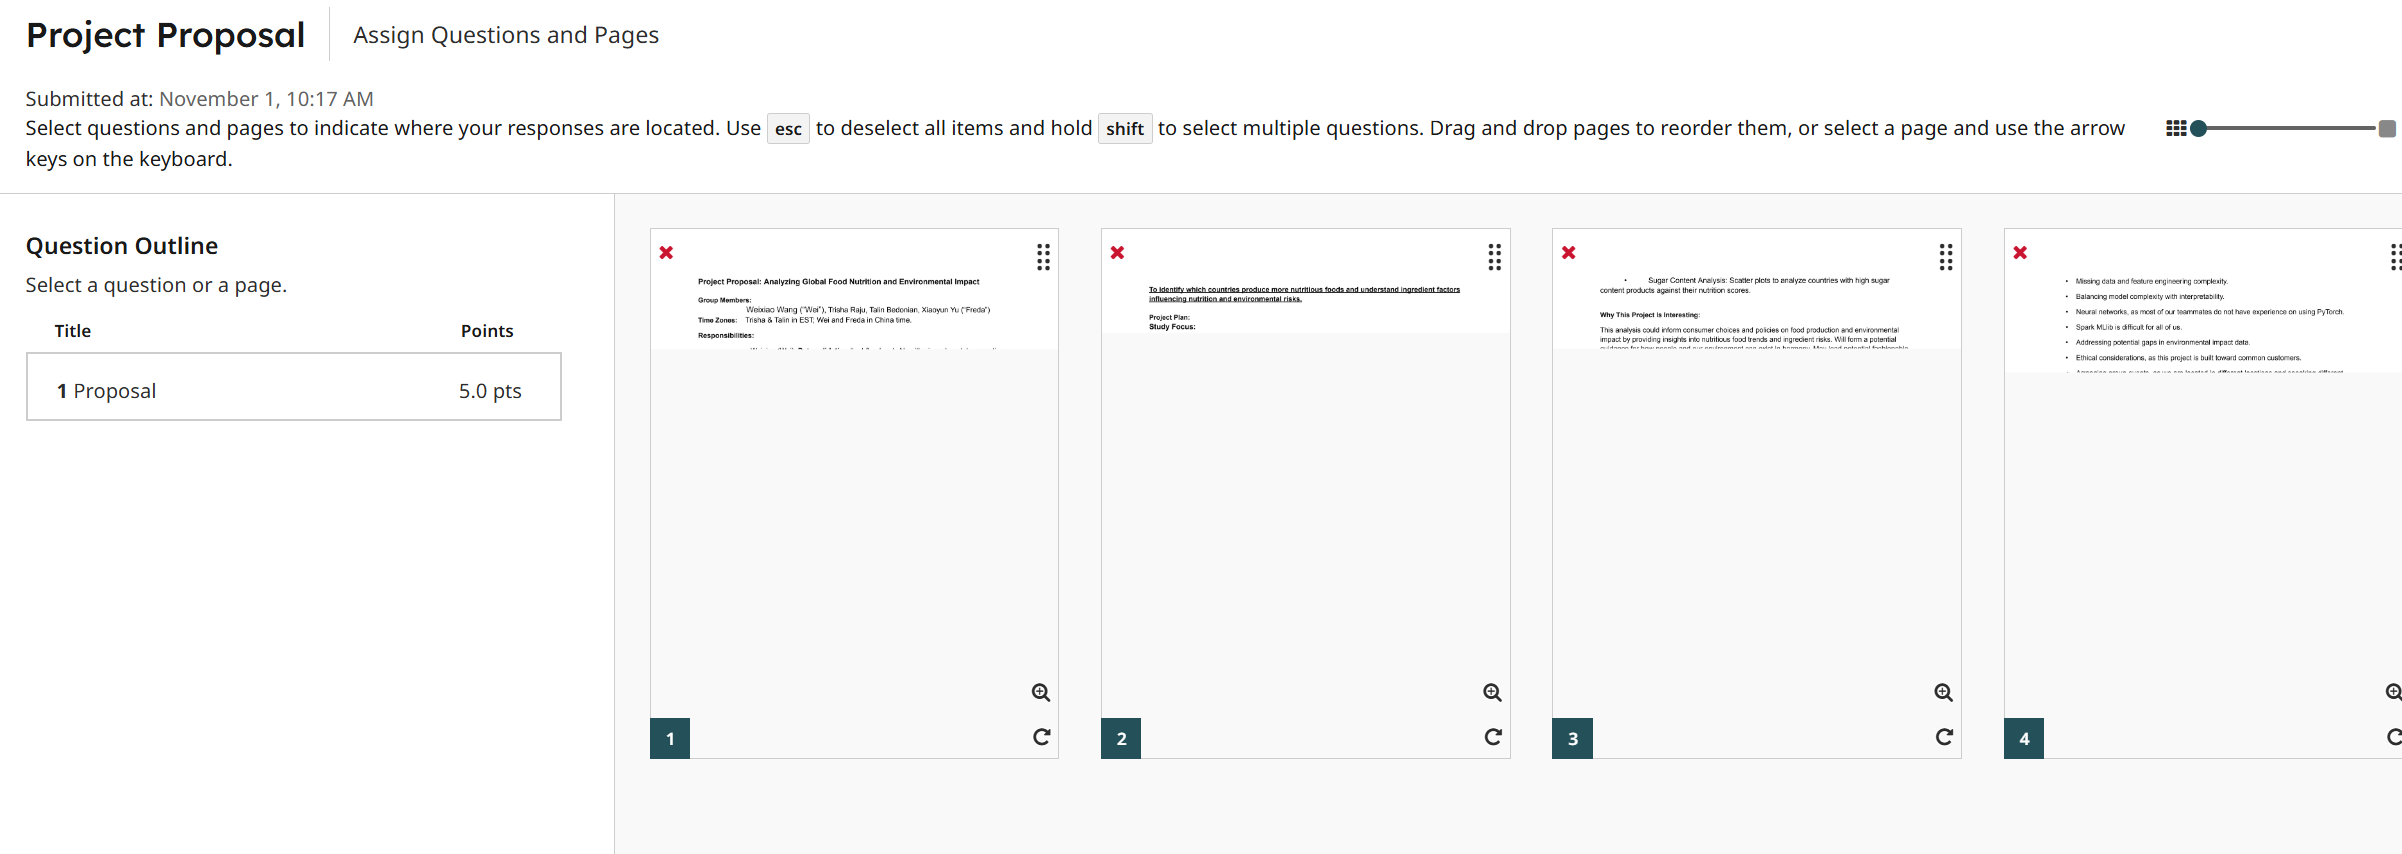 Project Proposal
Assign Questions and Pages
Submitted at: November 1, 10:17 AM
Select questions and pages to indicate where your responses are located. Use esc to deselect all items and hold shift to select multiple questions. Drag and drop pages to reorder them, or select a page and use the arrow
keys on the keyboard.
Question Outline
Select a question or a page.
Title Points
1 Proposal 5.0 pts
Project Proposal: Analyzing Global Food Nutrition and Environmental Impact
Group Members:
Weixiao Wang ("Wei"), Trisha Raju, Talin Bedonian, Xiaoyun Yu ("Freda")
Time Zones: Trisha & Talin in EST; Wei and Freda in China time.
Responsibilities:
1
To identify which countries produce more nutritious foods and understand ingredient factors
influencing nutrition and environmental risks.
Project Plan:
Study Focus:
2
• Sugar Content Analysis: Scatter plots to analyze countries with high sugar
content products against their nutrition scores.
Why This Project is Interesting:
This analysis could inform consumer choices and policies on food production and environmental
impact by providing insights into nutritious food trends and ingredient risks. Will form a potential
3
• Missing data and feature engineering complexity.
• Balancing model complexity with interpretability.
• Neural networks, as most of our teammates do not have experience on using PyTorch.
• Spark MLlib is difficult for all of us.
• Addressing potential gaps in environmental impact data.
• Ethical considerations, as this project is built toward common customers.
4